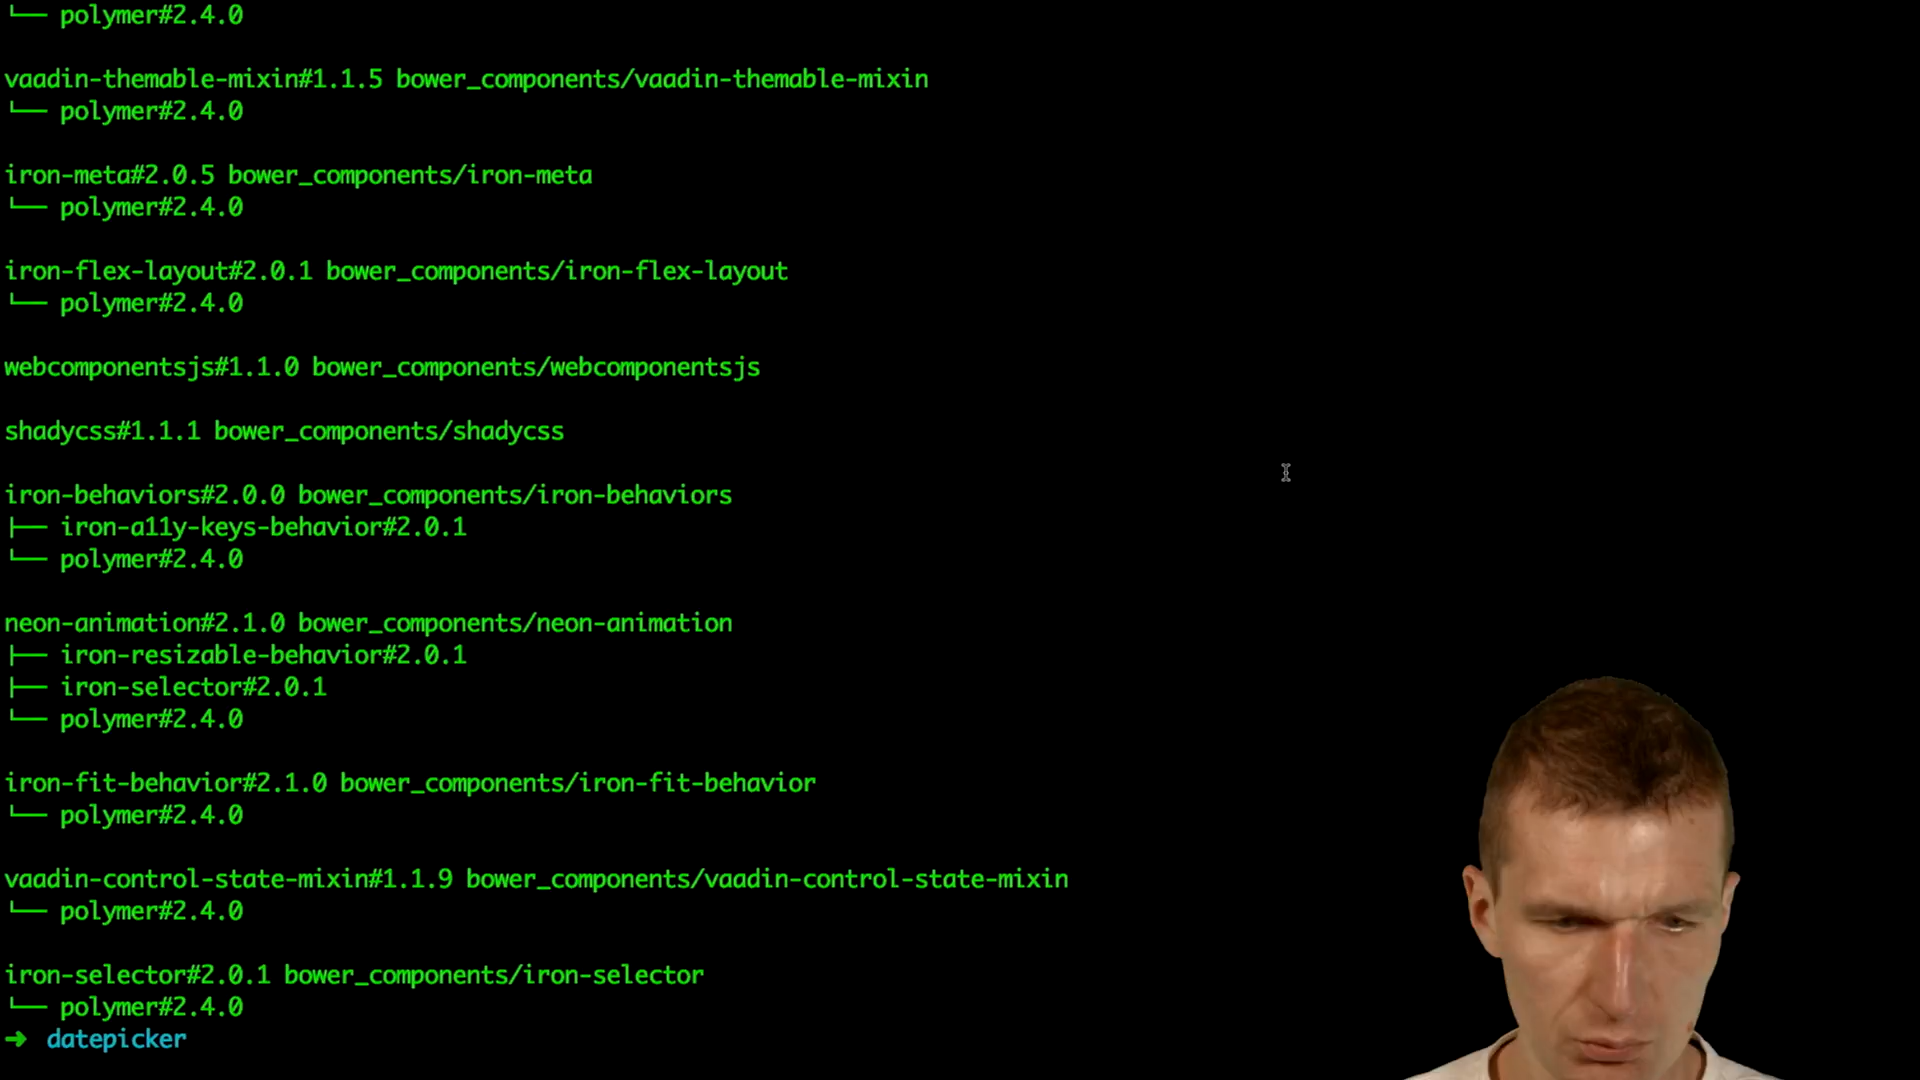 └── polymer#2.4.0
vaadin-themable-mixin#1.1.5 bower_components/vaadin-themable-mixin
└── polymer#2.4.0
iron-meta#2.0.5 bower_components/iron-meta
└── polymer#2.4.0
iron-flex-layout#2.0.1 bower_components/iron-flex-layout
└── polymer#2.4.0
webcomponentsjs#1.1.0 bower_components/webcomponentsjs
shadycss#1.1.1 bower_components/shadycss
iron-behaviors#2.0.0 bower_components/iron-behaviors
├── iron-a11y-keys-behavior#2.0.1
└── polymer#2.4.0
neon-animation#2.1.0 bower_components/neon-animation
├── iron-resizable-behavior#2.0.1
├── iron-selector#2.0.1
└── polymer#2.4.0
iron-fit-behavior#2.1.0 bower_components/iron-fit-behavior
└── polymer#2.4.0
vaadin-control-state-mixin#1.1.9 bower_components/vaadin-control-state-mixin
└── polymer#2.4.0
iron-selector#2.0.1 bower_components/iron-selector
└── polymer#2.4.0
➜ datepicker